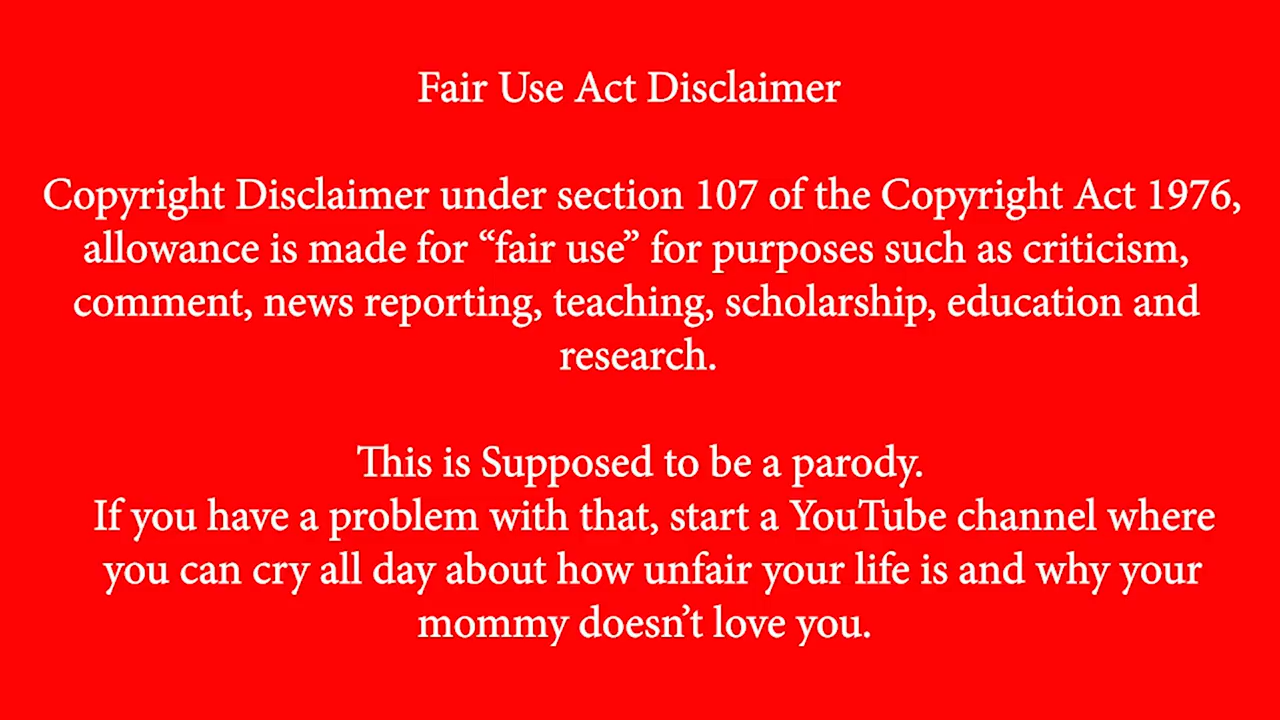 Fair Use Act Disclaimer
Copyright Disclaimer under section 107 of the Copyright Act 1976,
allowance is made for “fair use” for purposes such as criticism,
comment, news reporting, teaching, scholarship, education and
research.
This is Supposed to be a parody.
If you have a problem with that, start a YouTube channel where
you can cry all day about how unfair your life is and why your
mommy doesn’t love you.